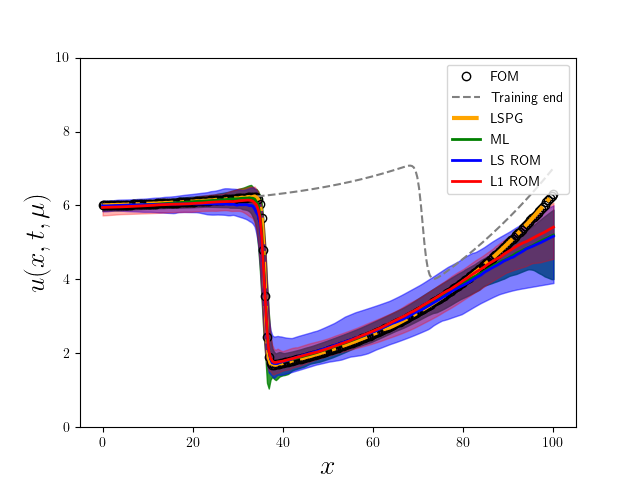 10
8
6
4
2
0
u(x, t, μ)
0 20 40 60 80 100
x
FOM
Training end
LSPG
ML
LS ROM
L1 ROM